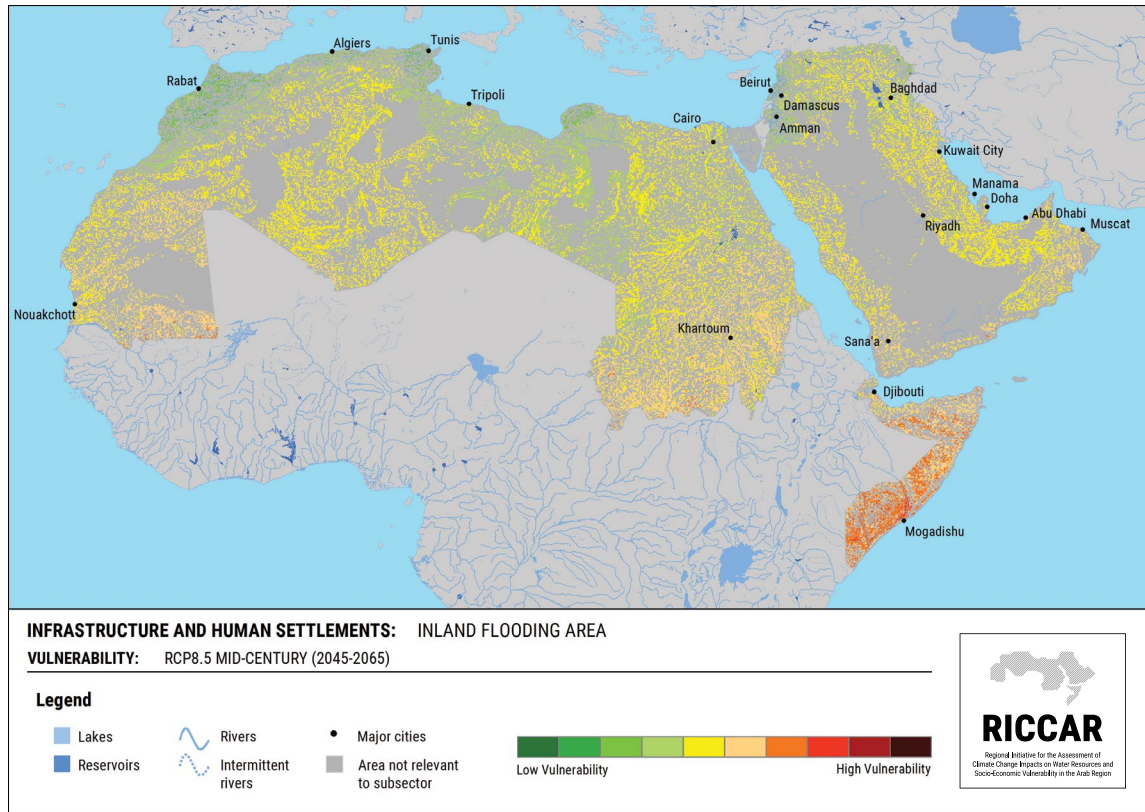 Algiers
Tunis
Rabat
Tripoli
Beirut
Baghdad
Damascus
Cairo
Amman
Kuwait City
Manama
Doha
Abu Dhabi
Riyadh
Muscat
Nouakchott
Khartoum
Sana'a
Djibouti
Mogadishu
INFRASTRUCTURE AND HUMAN SETTLEMENTS: INLAND FLOODING AREA
VULNERABILITY: RCP8.5 MID-CENTURY (2045-2065)
Legend
Lakes
Rivers
Major cities
Reservoirs
Intermittent
rivers
Area not relevant
to subsector
Low Vulnerability
High Vulnerability
RICCAR
Regional Initiative for the Assessment of
Climate Change Impacts on Water Resources and
Socio-Economic Vulnerability in the Arab Region